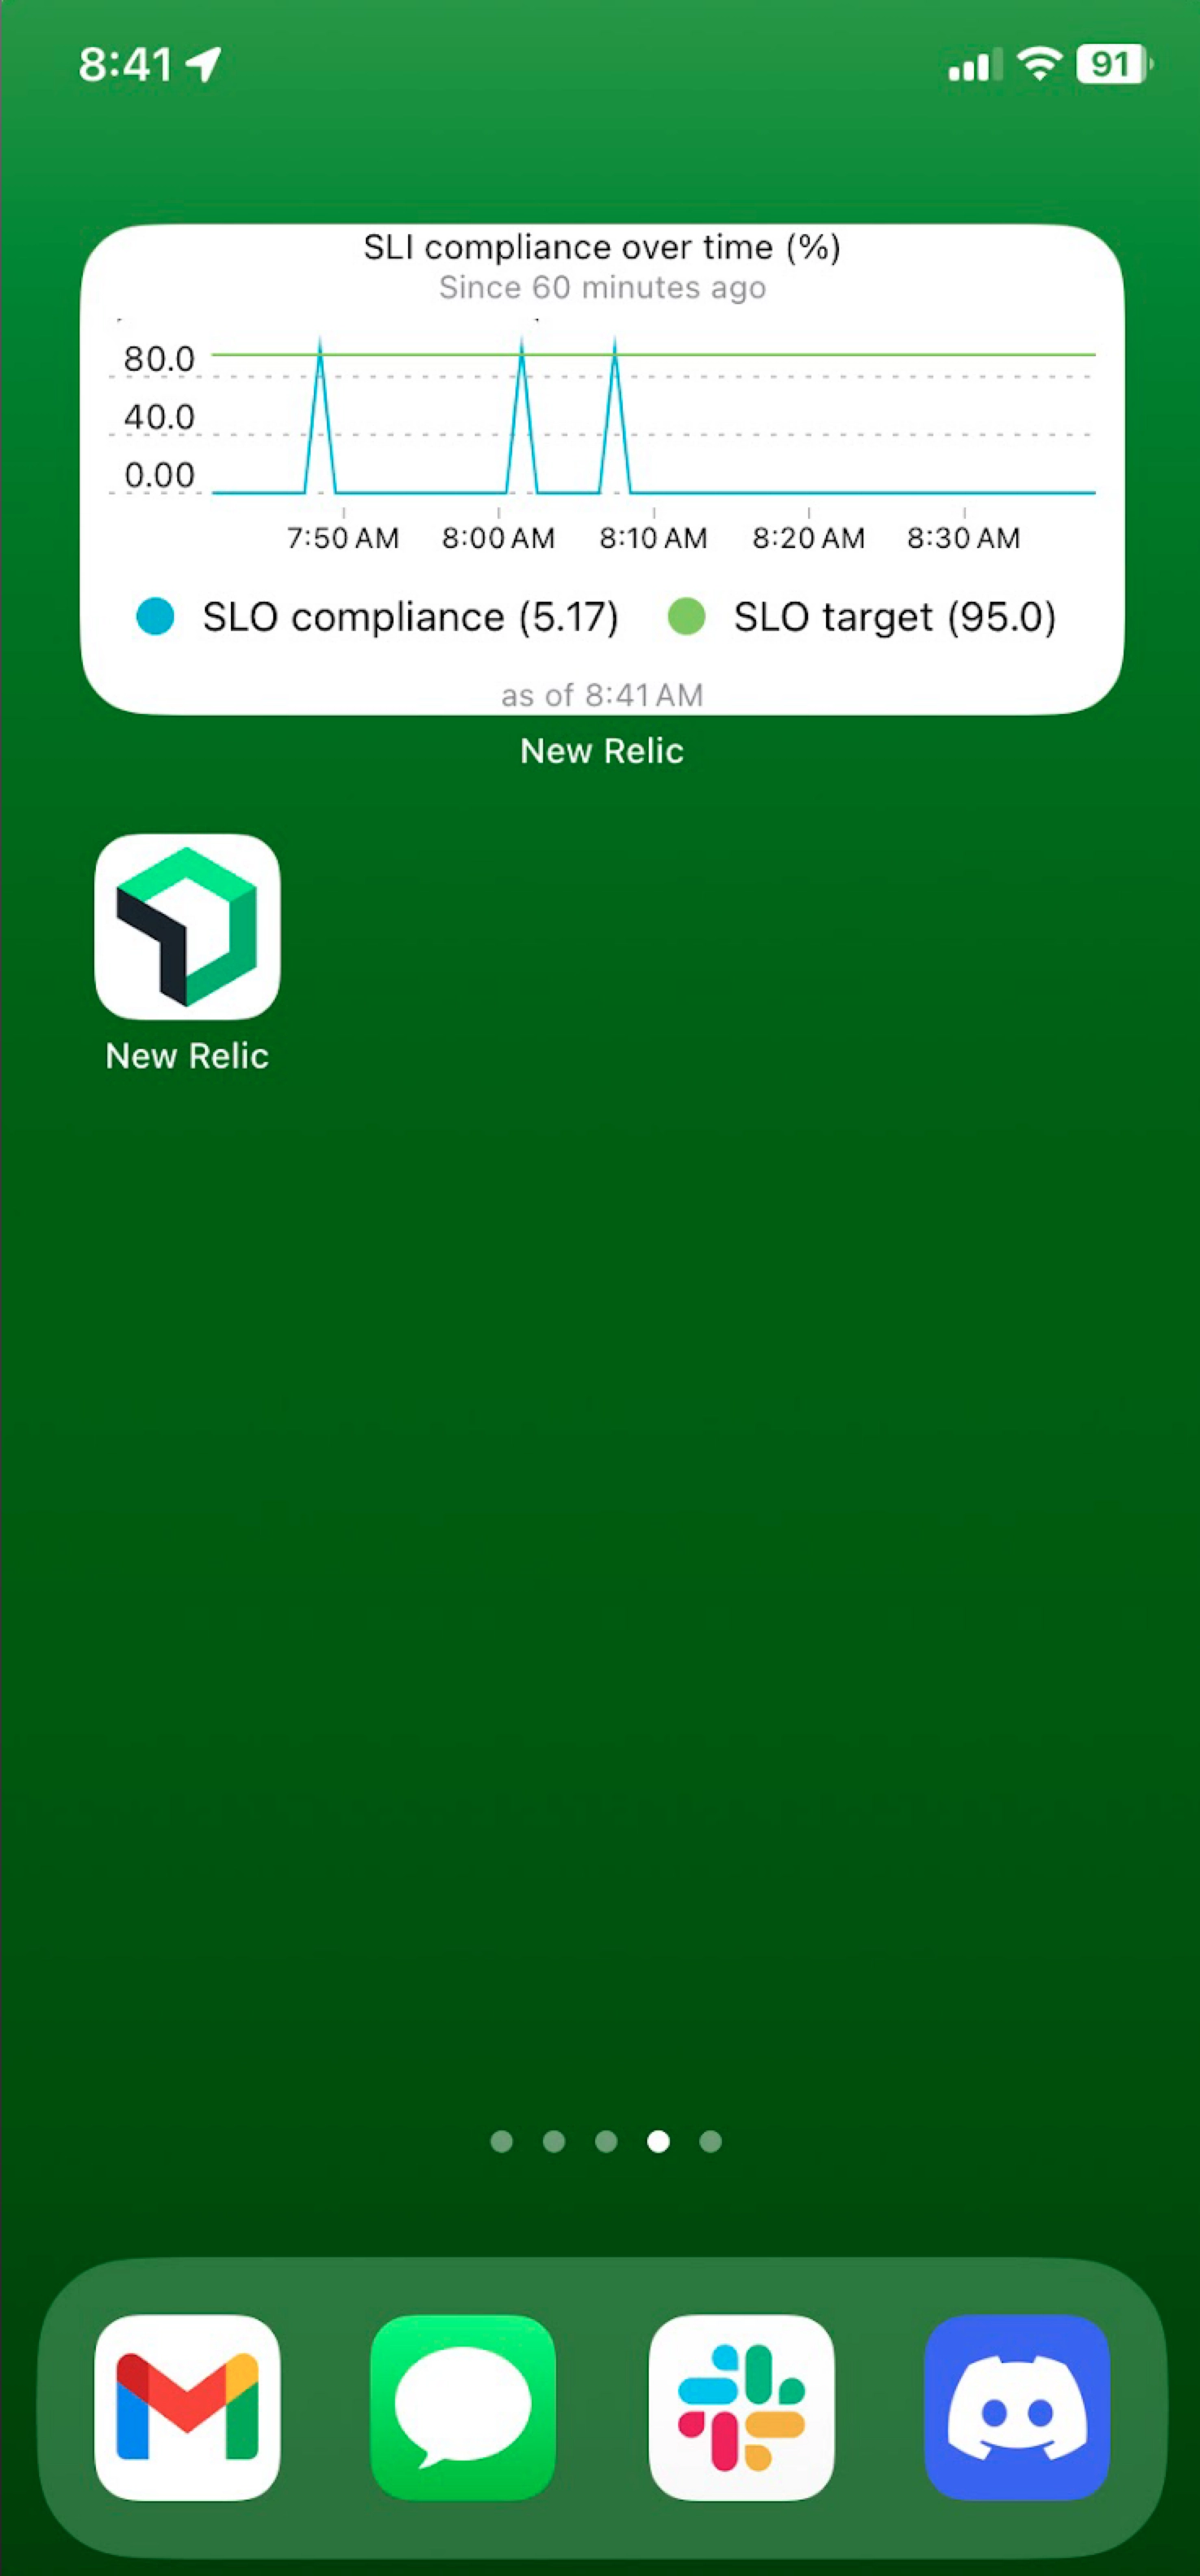 8:41
91
SLI compliance over time (%)
Since 60 minutes ago
80.0
40.0
0.00
7:50 AM 8:00 AM 8:10 AM 8:20 AM 8:30 AM
SLO compliance (5.17) SLO target (95.0)
as of 8:41 AM
New Relic
New Relic